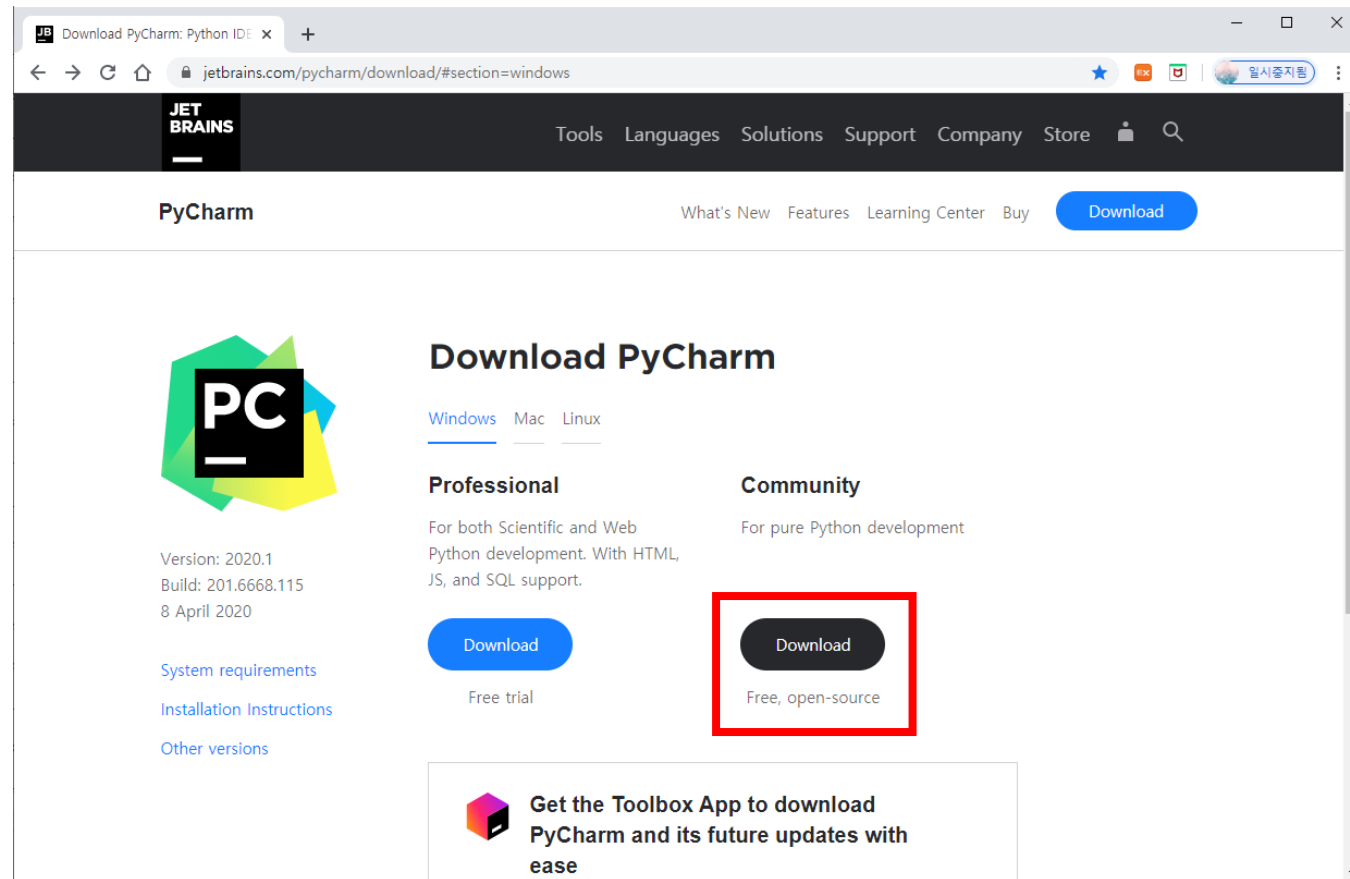 JB Download PyCharm: Python IDE
jetbrains.com/pycharm/download/#section=windows
EX
일시중지됨
JET
BRAINS
Tools Languages Solutions Support Company Store
PyCharm
What's New Features Learning Center Buy Download
PC
Download PyCharm
Windows Mac Linux
Professional
For both Scientific and Web
Python development. With HTML,
JS, and SQL support.
Download
Free trial
Community
For pure Python development
Download
Free, open-source
Version: 2020.1
Build: 201.6668.115
8 April 2020
System requirements
Installation Instructions
Other versions
Get the Toolbox App to download
PyCharm and its future updates with
ease